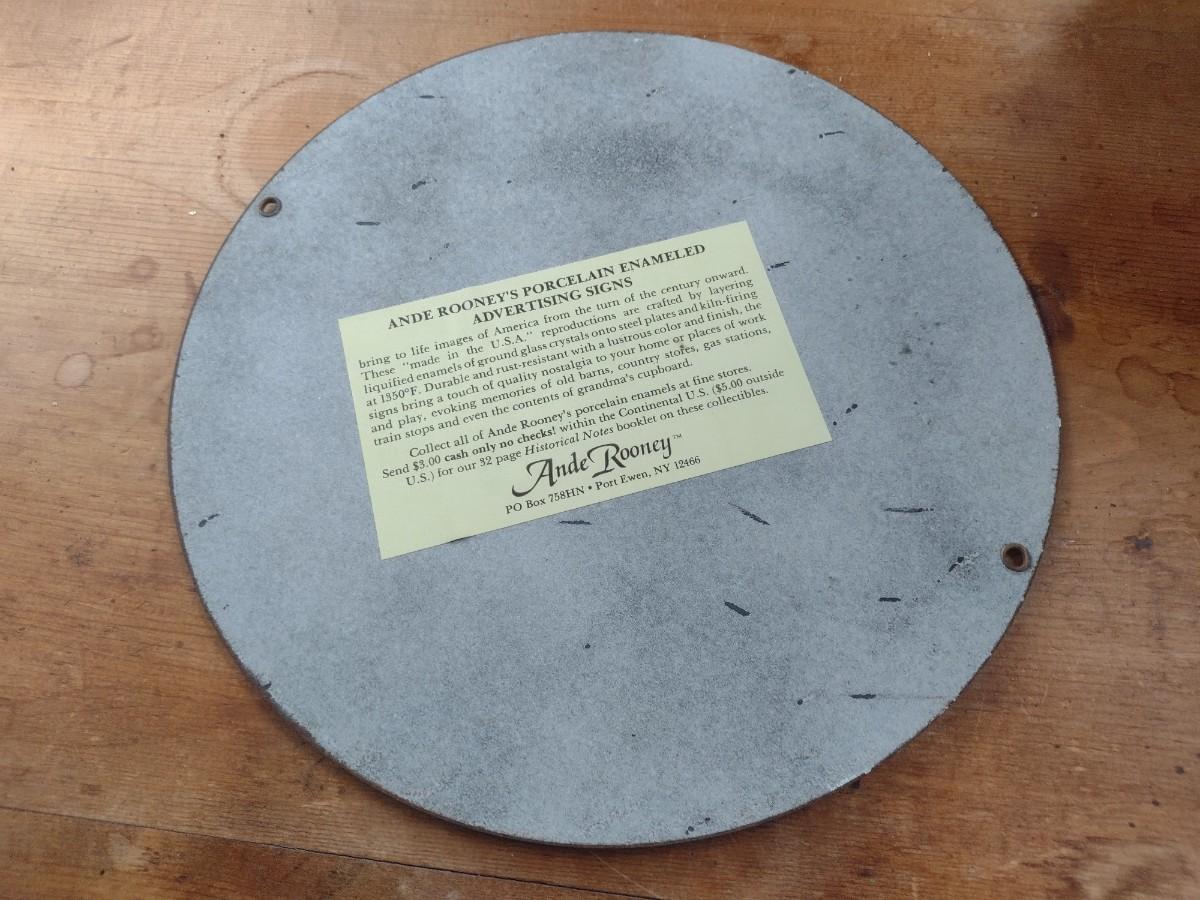 ANDE ROONEY'S PORCELAIN ENAMELED
ADVERTISING SIGNS
bring to life images of America from the turn of the century onward.
These "made in the U.S.A." reproductions are crafted by layering
liquified enamels of ground glass crystals onto steel plates and kiln-firing
at 1350°F. Durable and rust-resistant with a lustrous color and finish, the
signs bring a touch of quality nostalgia to your home or places of work
and play, evoking memories of old barns, country stores, gas stations,
train stops and even the contents of grandma's cupboard.
Collect all of Ande Rooney's porcelain enamels at fine stores.
Send $3.00 cash only no checks! within the Continental U.S. ($5.00 outside
U.S.) for our 32 page Historical Notes booklet on these collectibles.
Ande Rooney™
PO Box 758HN • Port Ewen, NY 12466